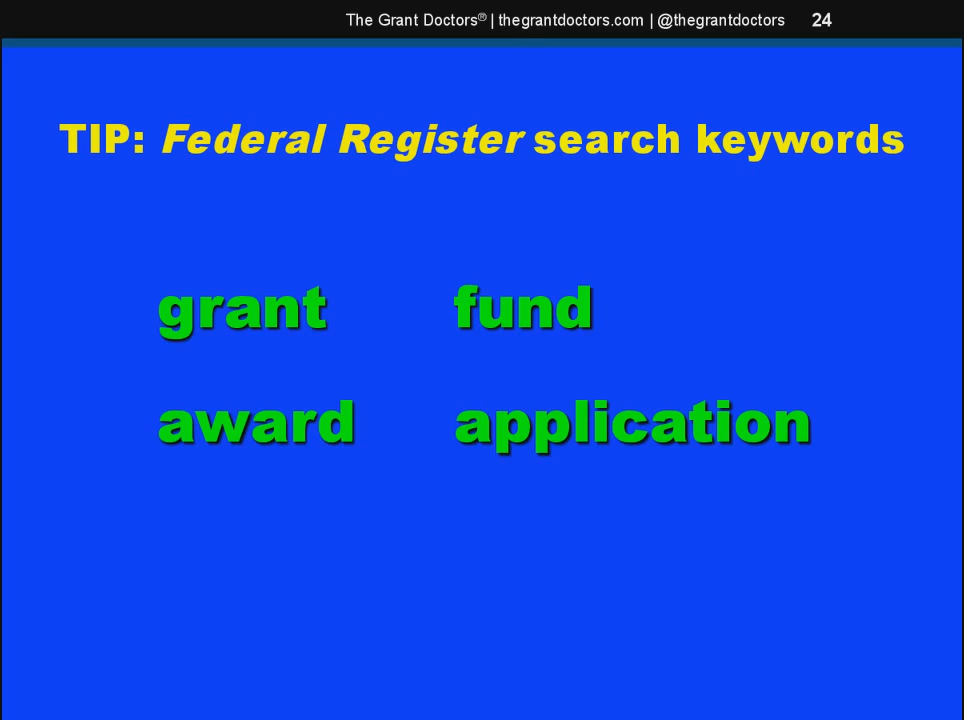 The Grant Doctors® | thegrantdoctors.com | @thegrantdoctors 24
TIP: Federal Register search keywords
grant fund
award application